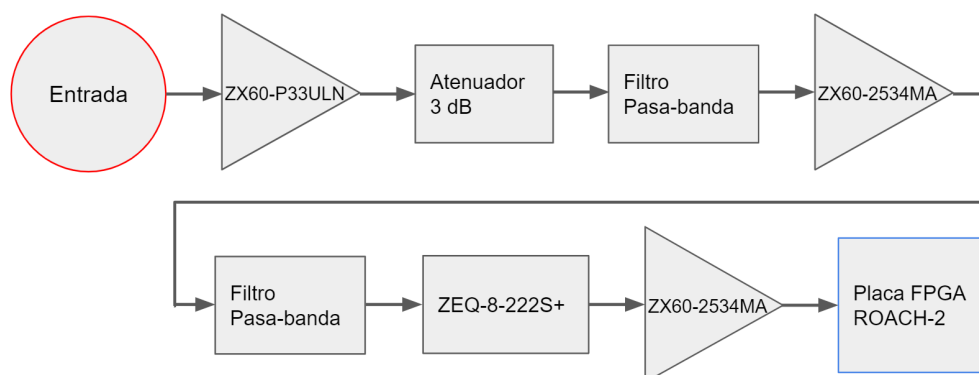 Entrada
ZX60-P33ULN
Atenuador
3 dB
Filtro
Pasa-banda
ZX60-2534MA
Filtro
Pasa-banda
ZEQ-8-222S+
ZX60-2534MA
Placa FPGA
ROACH-2